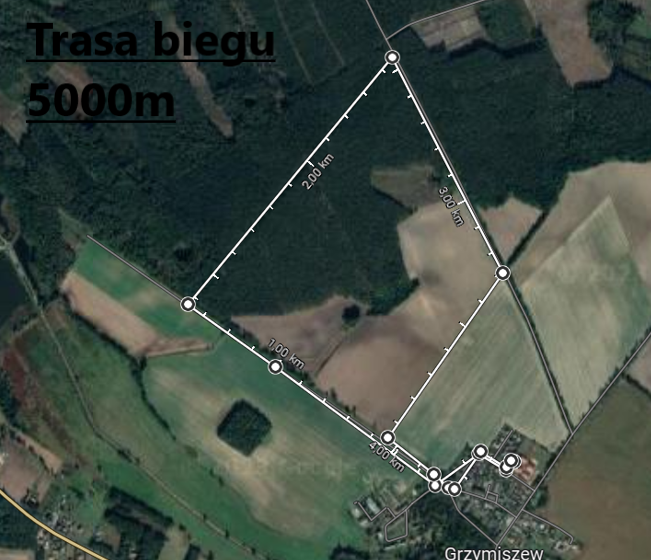 Trasa biegu
5000m
2,00 km
3,00 km
1,00 km
4,00 km
Grzymiszew